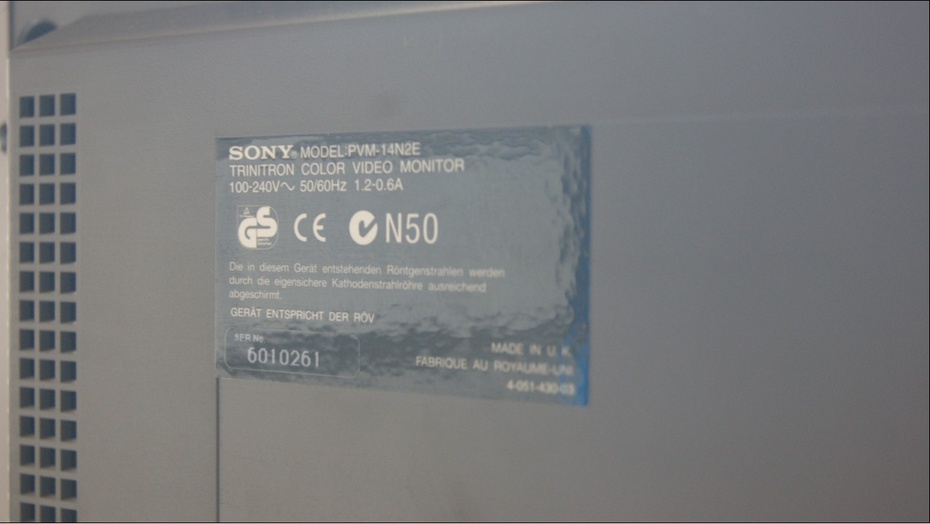 SONY® MODEL:PVM-14N2E
TRINITRON COLOR VIDEO MONITOR
100-240V～ 50/60Hz 1.2-0.6A
GS CE N50
Die in diesem Gerät entstehenden Röntgenstrahlen werden
durch die eigensichere Kathodenstrahlröhre ausreichend
abgeschirmt.
GERÄT ENTSPRICHT DER RÖV
SER No.
6010261
MADE IN U. K.
FABRIQUE AU ROYAUME-UNI
4-051-430-03